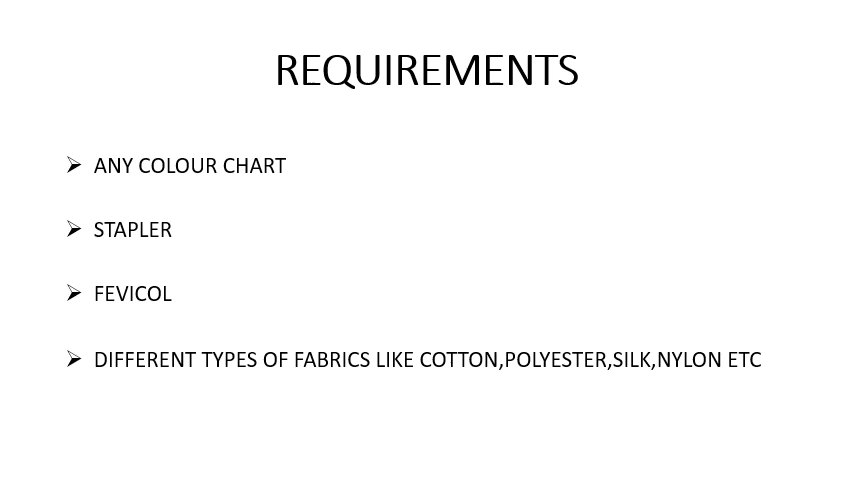 REQUIREMENTS
➢ ANY COLOUR CHART
➢ STAPLER
➢ FEVICOL
➢ DIFFERENT TYPES OF FABRICS LIKE COTTON,POLYESTER,SILK,NYLON ETC